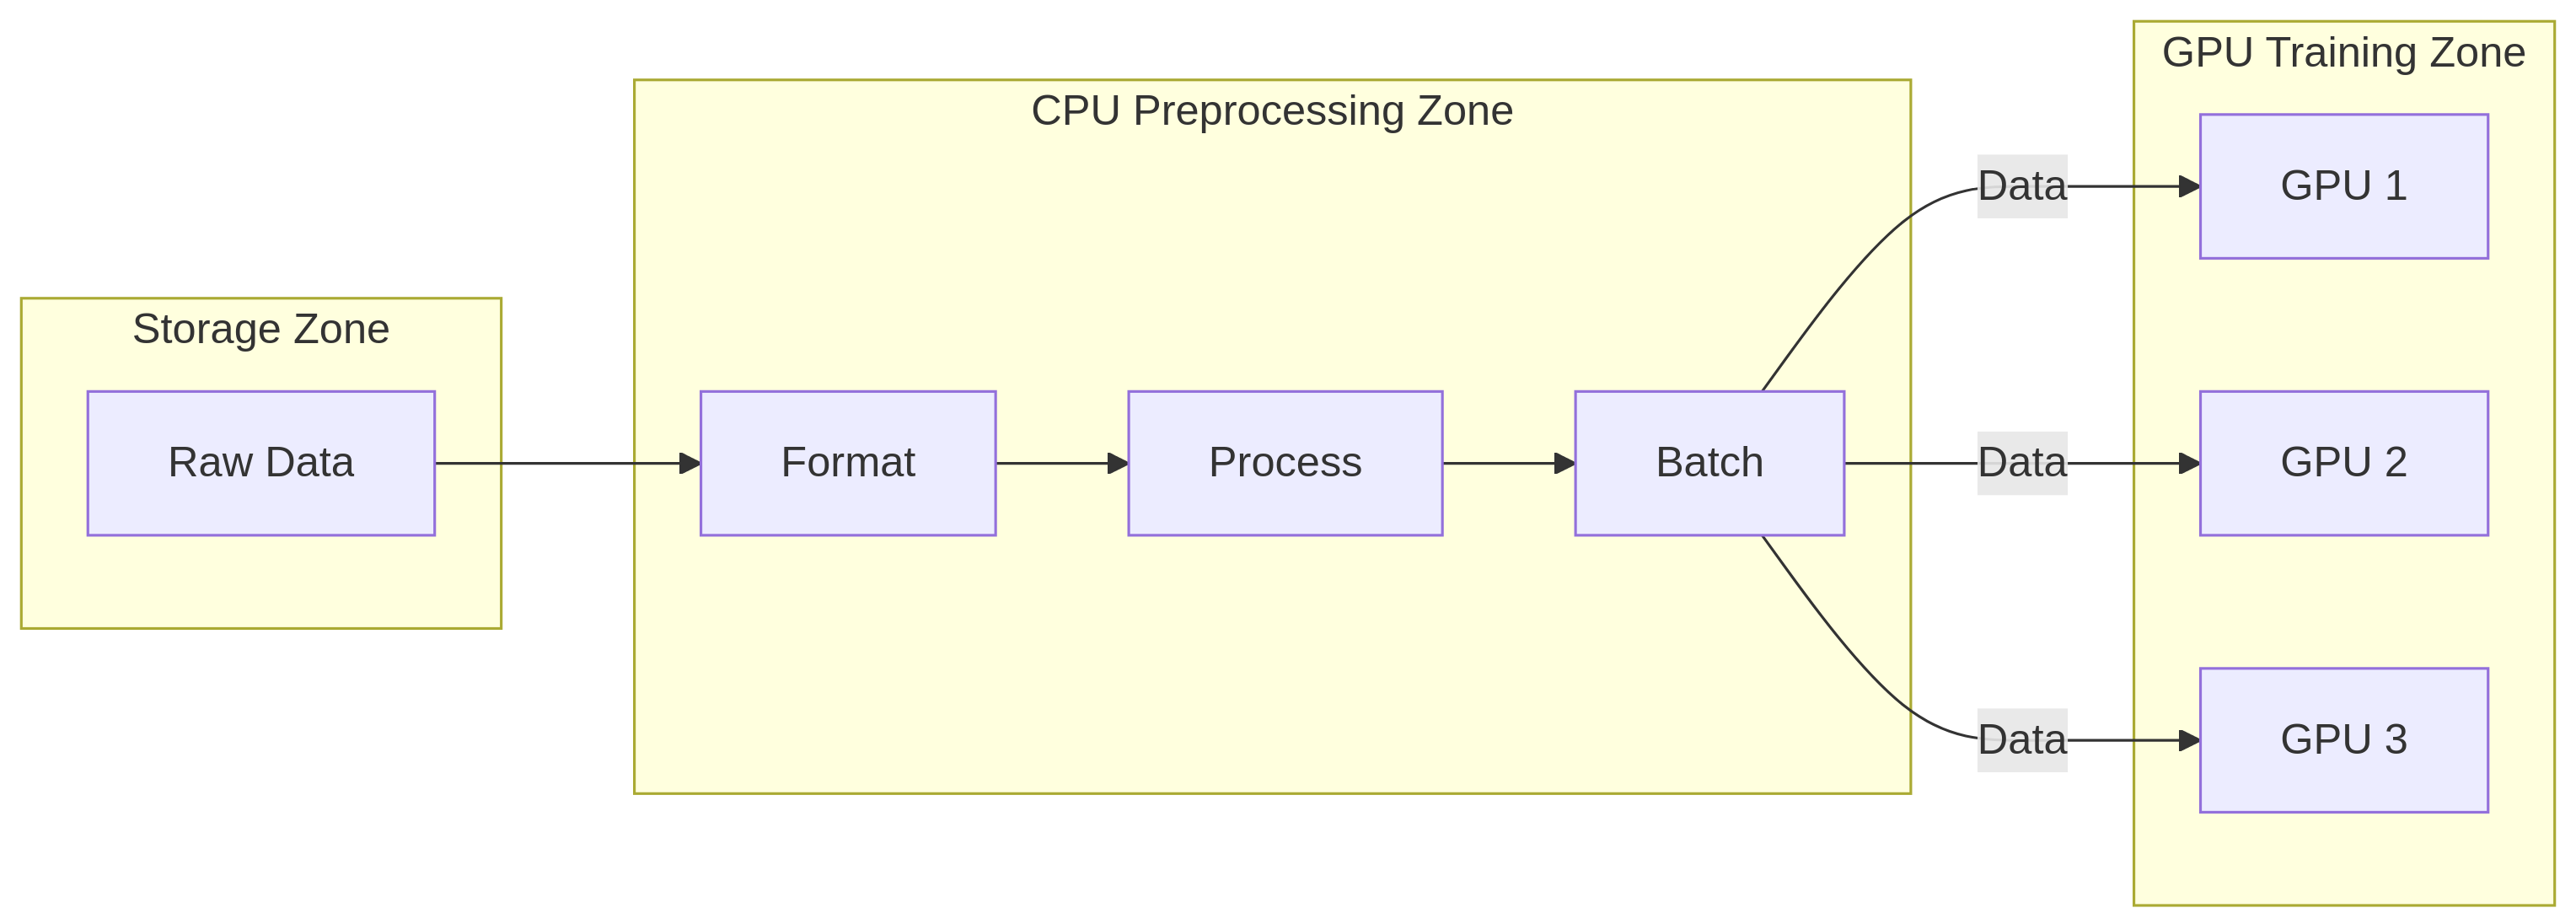 Storage Zone
Raw Data
CPU Preprocessing Zone
Format
Process
Batch
Data
Data
Data
GPU Training Zone
GPU 1
GPU 2
GPU 3